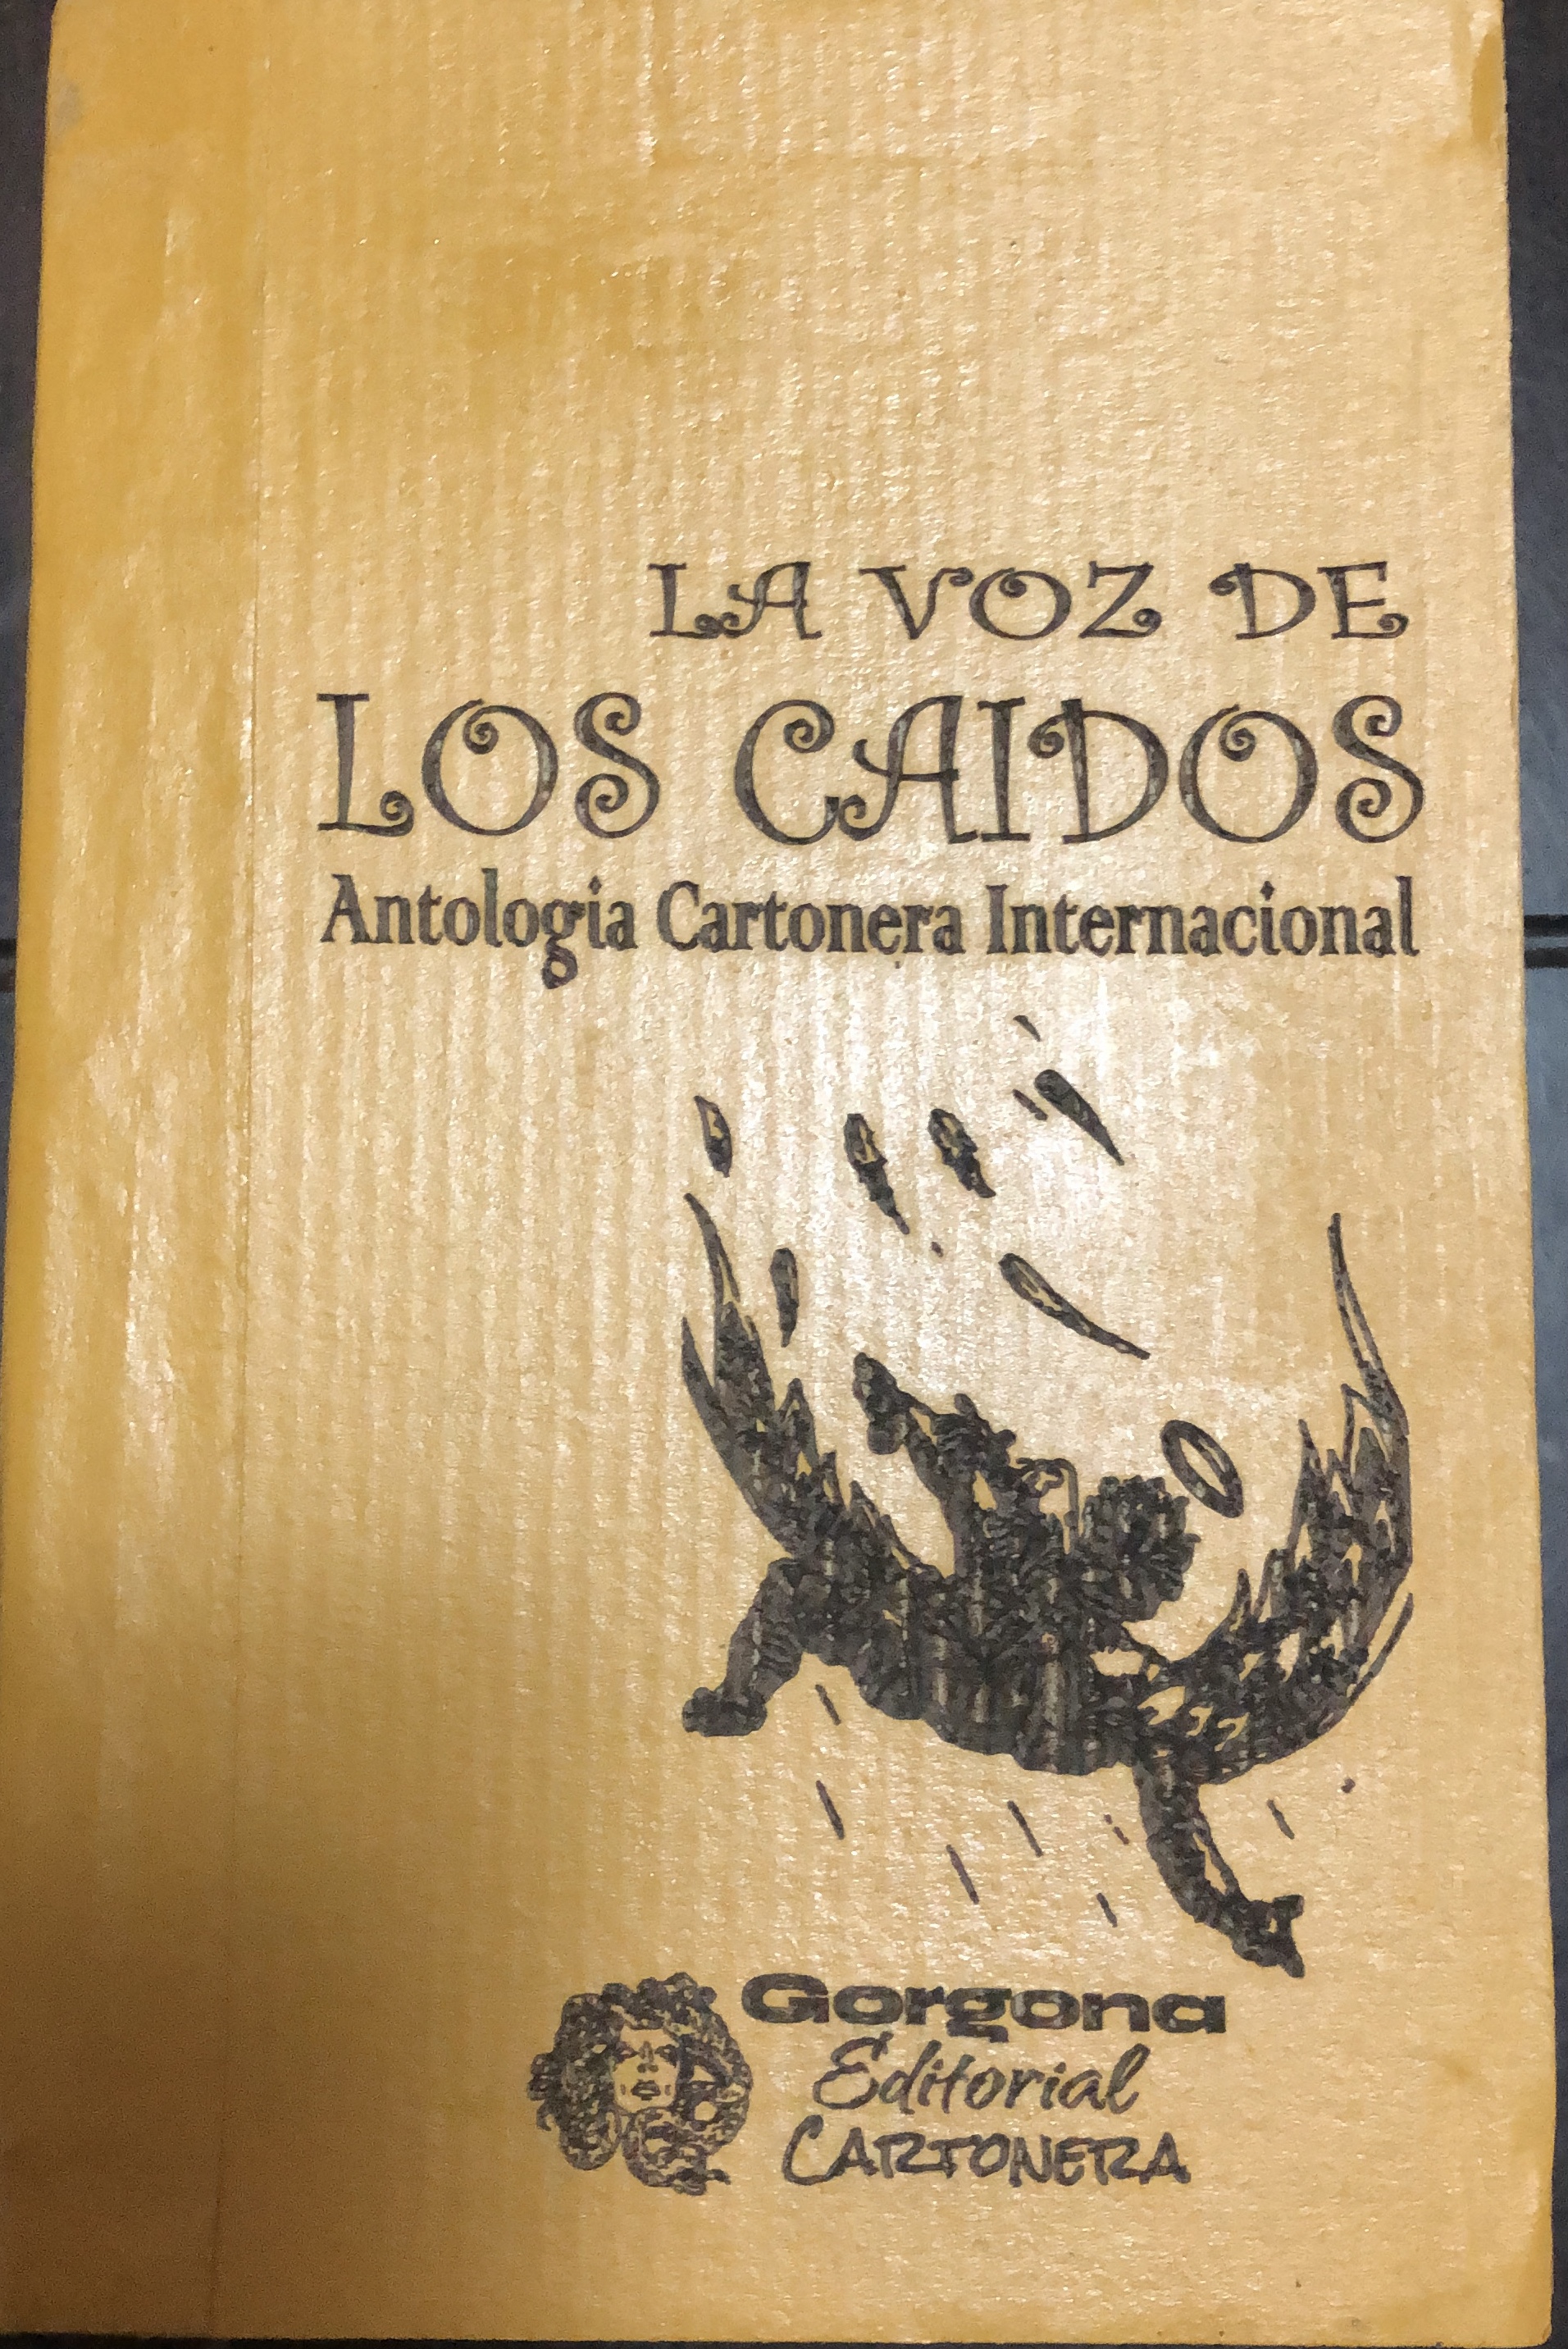 LA VOZ DE
LOS CAIDOS
Antologia Cartonera Internacional
Gorgona
Editorial
CARTONERA